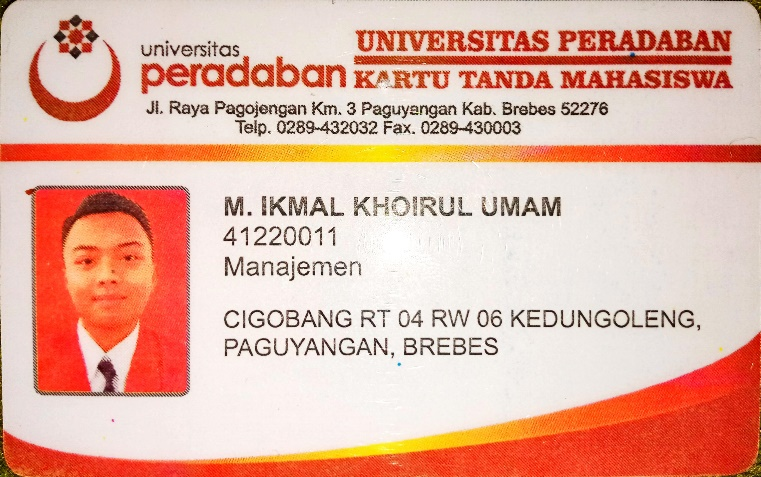 universitas
peradaban
UNIVERSITAS PERADABAN
KARTU TANDA MAHASISWA
Jl. Raya Pagojengan Km. 3 Paguyangan Kab. Brebes 52276
Telp. 0289-432032 Fax. 0289-430003
M. IKMAL KHOIRUL UMAM
41220011
Manajemen
CIGOBANG RT 04 RW 06 KEDUNGOLENG,
PAGUYANGAN, BREBES